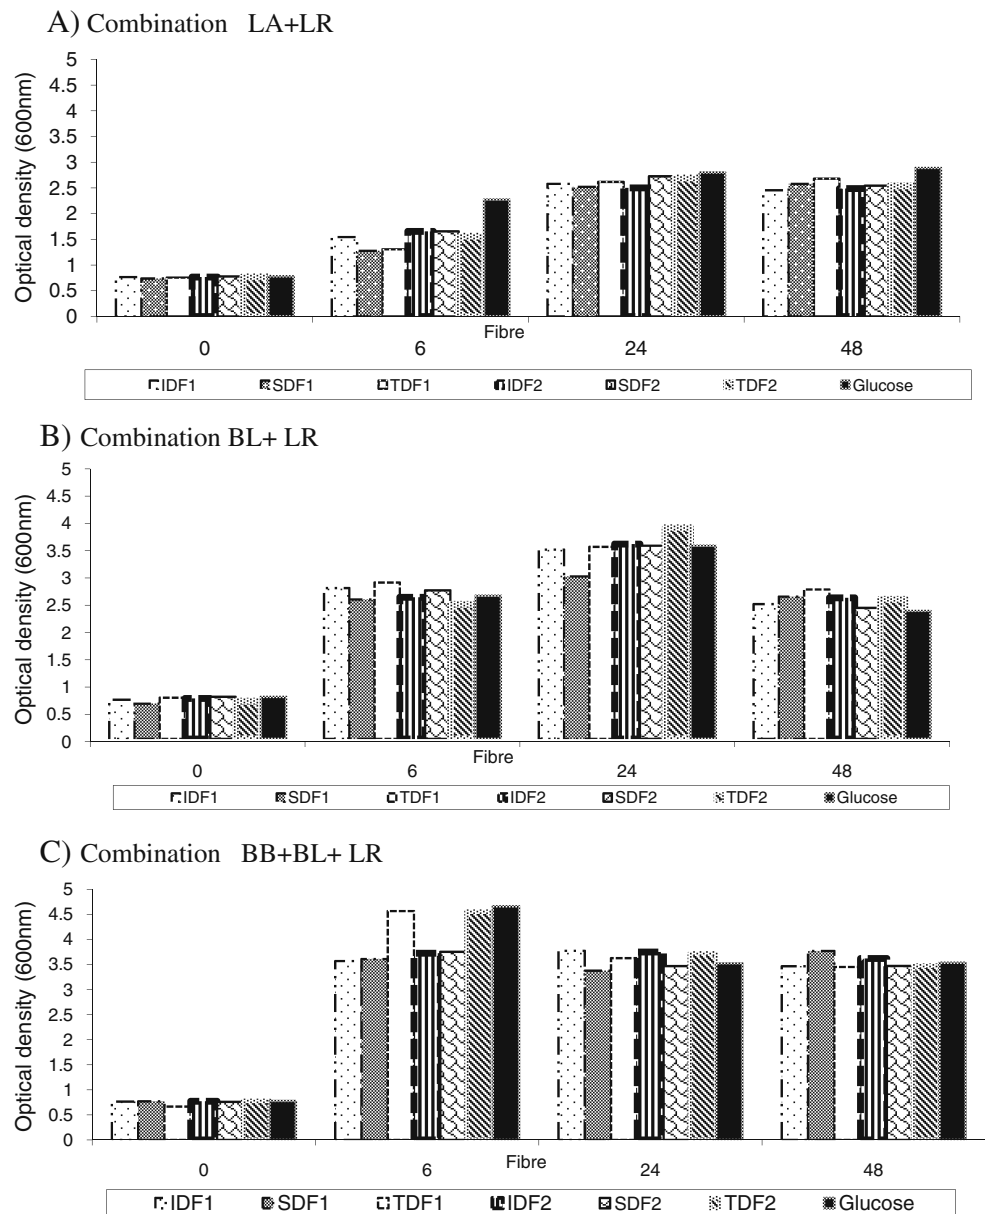 A) Combination LA+LR
Optical density (600nm)
5
4.5
4
3.5
3
2.5
2
1.5
1
0.5
0
Fibre
0 6 24 48
IDF1 SDF1 TDF1 IDF2 SDF2 TDF2 Glucose
B) Combination BL+ LR
Optical density (600nm)
5
4.5
4
3.5
3
2.5
2
1.5
1
0.5
0
Fibre
0 6 24 48
IDF1 SDF1 TDF1 IDF2 SDF2 TDF2 Glucose
C) Combination BB+BL+ LR
Optical density (600nm)
5
4.5
4
3.5
3
2.5
2
1.5
1
0.5
0
Fibre
0 6 24 48
IDF1 SDF1 TDF1 IDF2 SDF2 TDF2 Glucose